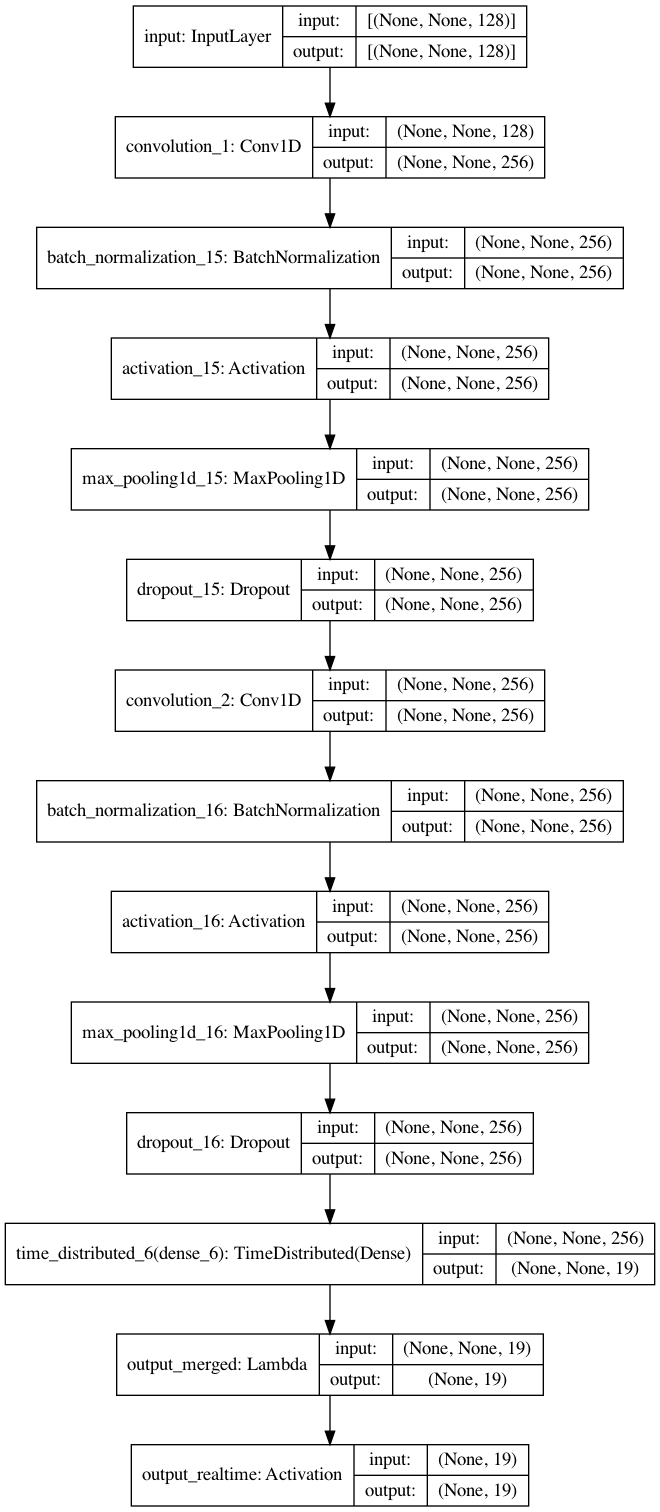 input: InputLayer
input: [(None, None, 128)]
output: [(None, None, 128)]
convolution_1: Conv1D
input: (None, None, 128)
output: (None, None, 256)
batch_normalization_15: BatchNormalization
input: (None, None, 256)
output: (None, None, 256)
activation_15: Activation
input: (None, None, 256)
output: (None, None, 256)
max_pooling1d_15: MaxPooling1D
input: (None, None, 256)
output: (None, None, 256)
dropout_15: Dropout
input: (None, None, 256)
output: (None, None, 256)
convolution_2: Conv1D
input: (None, None, 256)
output: (None, None, 256)
batch_normalization_16: BatchNormalization
input: (None, None, 256)
output: (None, None, 256)
activation_16: Activation
input: (None, None, 256)
output: (None, None, 256)
max_pooling1d_16: MaxPooling1D
input: (None, None, 256)
output: (None, None, 256)
dropout_16: Dropout
input: (None, None, 256)
output: (None, None, 256)
time_distributed_6(dense_6): TimeDistributed(Dense)
input: (None, None, 256)
output: (None, None, 19)
output_merged: Lambda
input: (None, None, 19)
output: (None, 19)
output_realtime: Activation
input: (None, 19)
output: (None, 19)